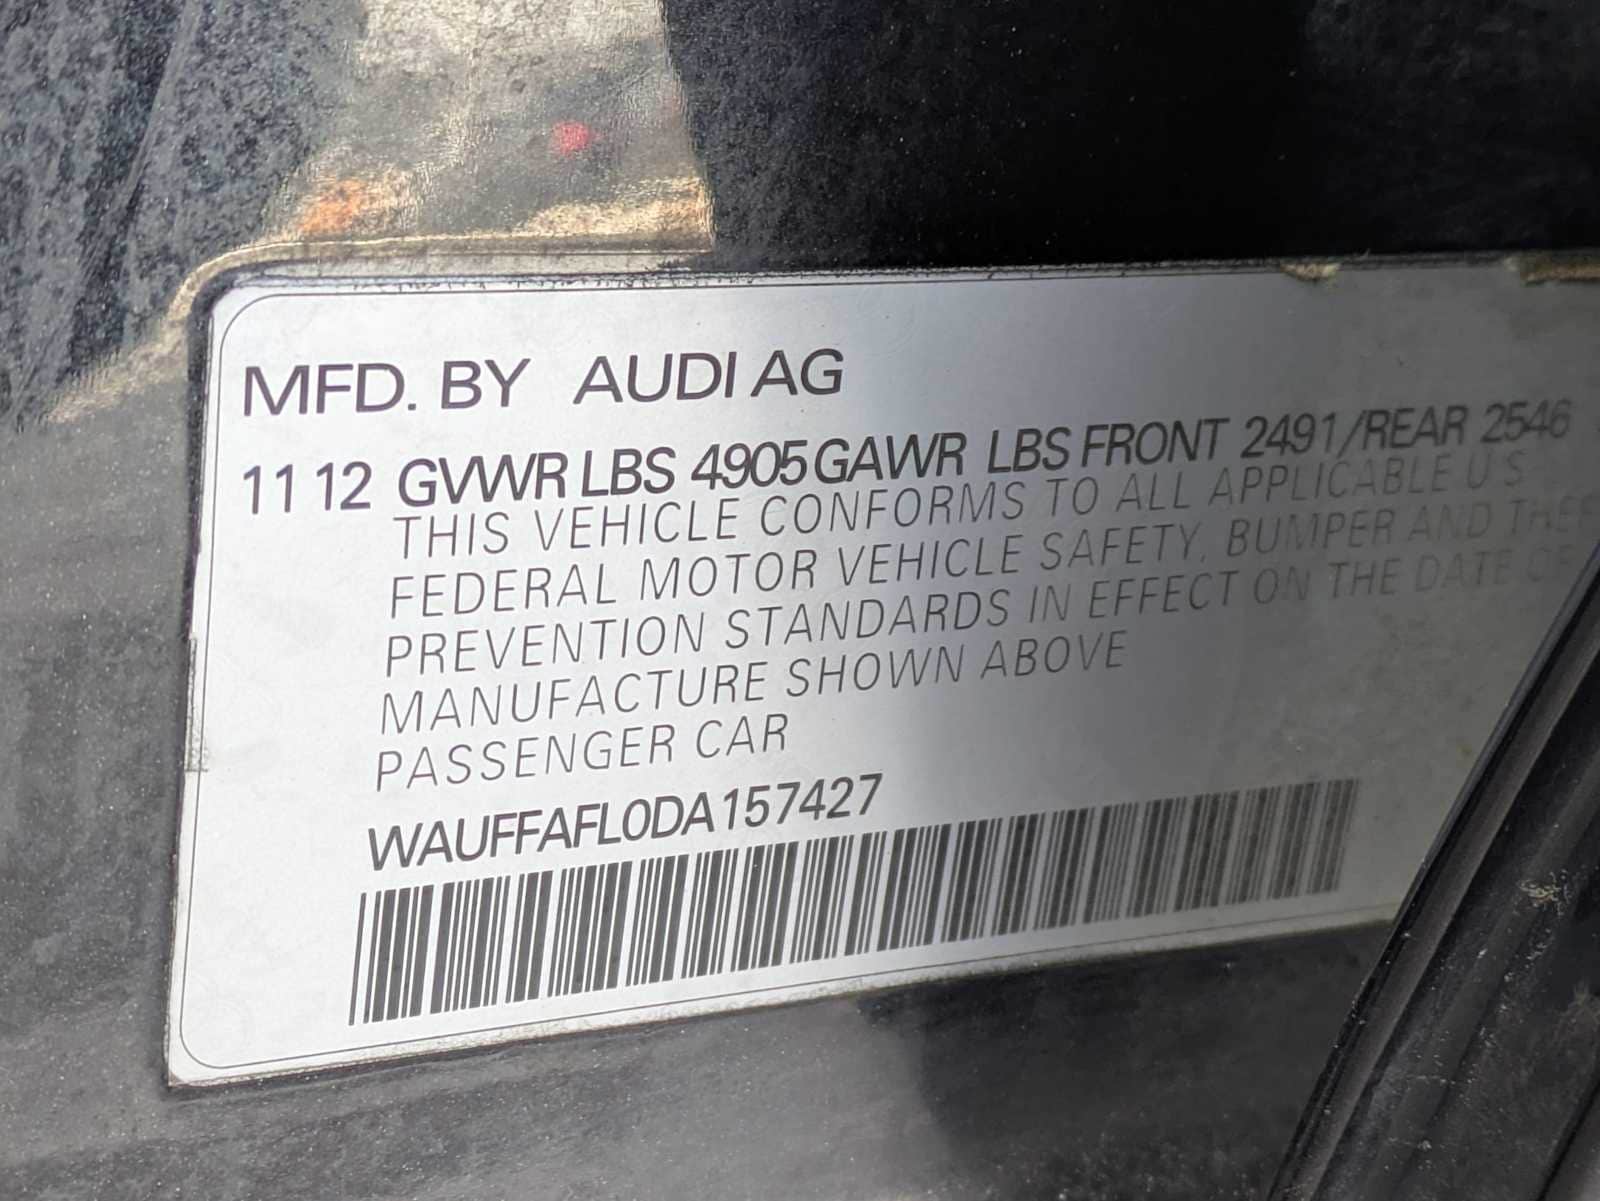 MFD. BY AUDI AG
11 12 GVWR LBS 4905 GAWR LBS FRONT 2491/REAR 2546
THIS VEHICLE CONFORMS TO ALL APPLICABLE U S
FEDERAL MOTOR VEHICLE SAFETY, BUMPER AND THEF
PREVENTION STANDARDS IN EFFECT ON THE DATE OF
MANUFACTURE SHOWN ABOVE
PASSENGER CAR
WAUFFAFL0DA157427